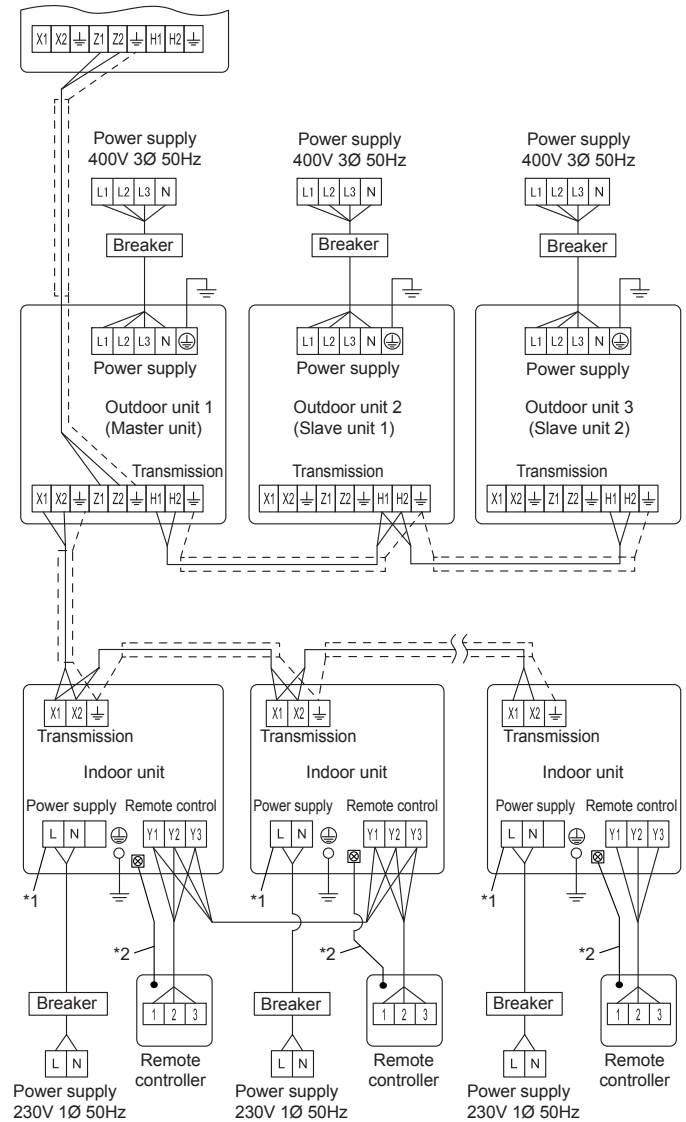 X1 X2 Z1 Z2 H1 H2
Power supply
400V 3Ø 50Hz
L1 L2 L3 N
Breaker
L1 L2 L3 N
Power supply
Outdoor unit 1
(Master unit)
Transmission
X1 X2 Z1 Z2 H1 H2
Power supply
400V 3Ø 50Hz
L1 L2 L3 N
Breaker
L1 L2 L3 N
Power supply
Outdoor unit 2
(Slave unit 1)
Transmission
X1 X2 Z1 Z2 H1 H2
Power supply
400V 3Ø 50Hz
L1 L2 L3 N
Breaker
L1 L2 L3 N
Power supply
Outdoor unit 3
(Slave unit 2)
Transmission
X1 X2 Z1 Z2 H1 H2
X1 X2
Transmission
Indoor unit
Power supply Remote control
L N Y1 Y2 Y3
*1
*2
Breaker
1 2 3
L N
Remote
controller
Power supply
230V 1Ø 50Hz
X1 X2
Transmission
Indoor unit
Power supply Remote control
L N Y1 Y2 Y3
*1
*2
Breaker
1 2 3
L N
Remote
controller
Power supply
230V 1Ø 50Hz
X1 X2
Transmission
Indoor unit
Power supply Remote control
L N Y1 Y2 Y3
*1
*2
Breaker
1 2 3
L N
Remote
controller
Power supply
230V 1Ø 50Hz